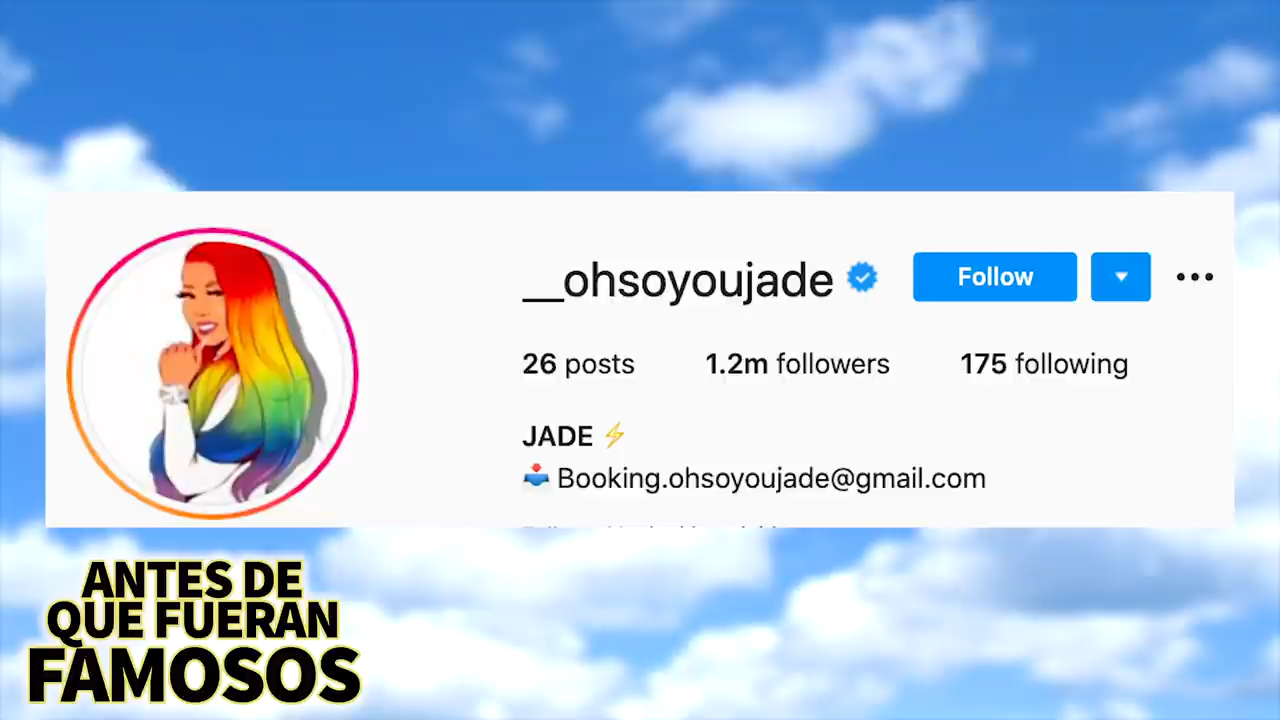 __ohsoyoujade
Follow
26 posts 1.2m followers 175 following
JADE ⚡
📥 Booking.ohsoyoujade@gmail.com
ANTES DE
QUE FUERAN
FAMOSOS